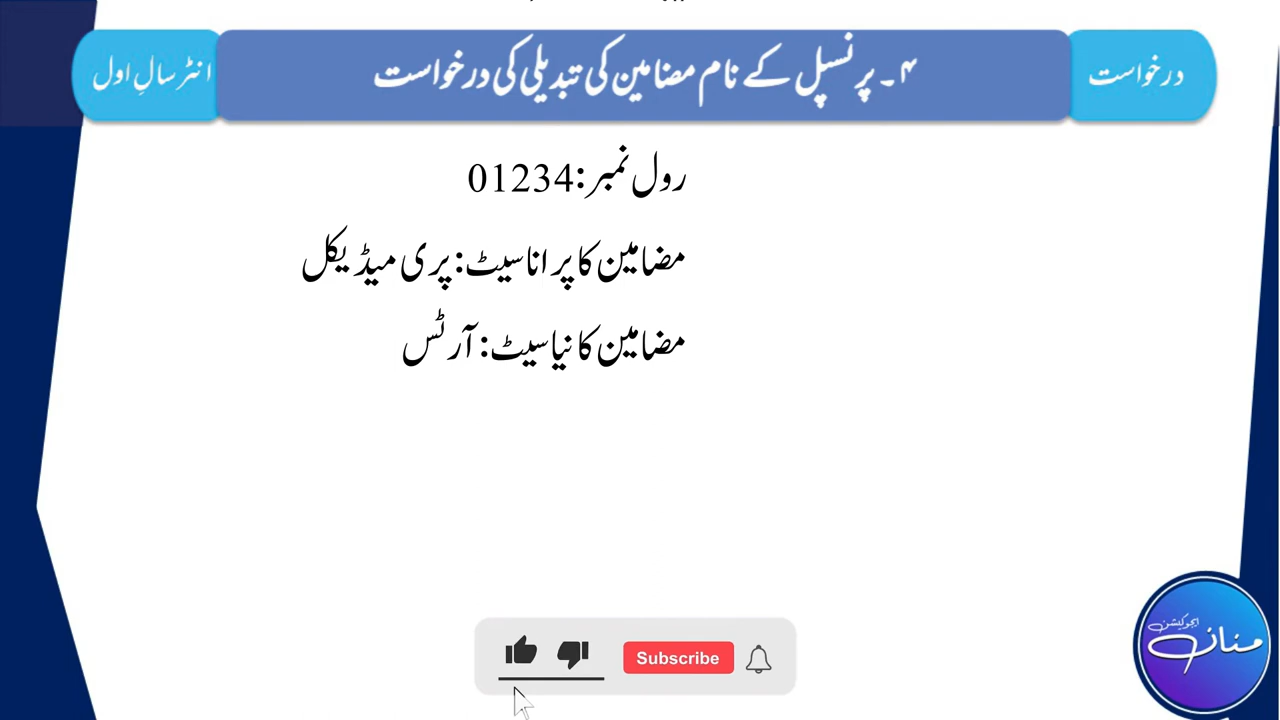 درخواست
۴۔ پرنسپل کے نام مضامین کی تبدیلی کی درخواست
انٹر سالِ اول
رول نمبر:01234
مضامین کا پرانا سیٹ: پری میڈیکل
مضامین کا نیا سیٹ: آرٹس
Subscribe
ایجوکیشن